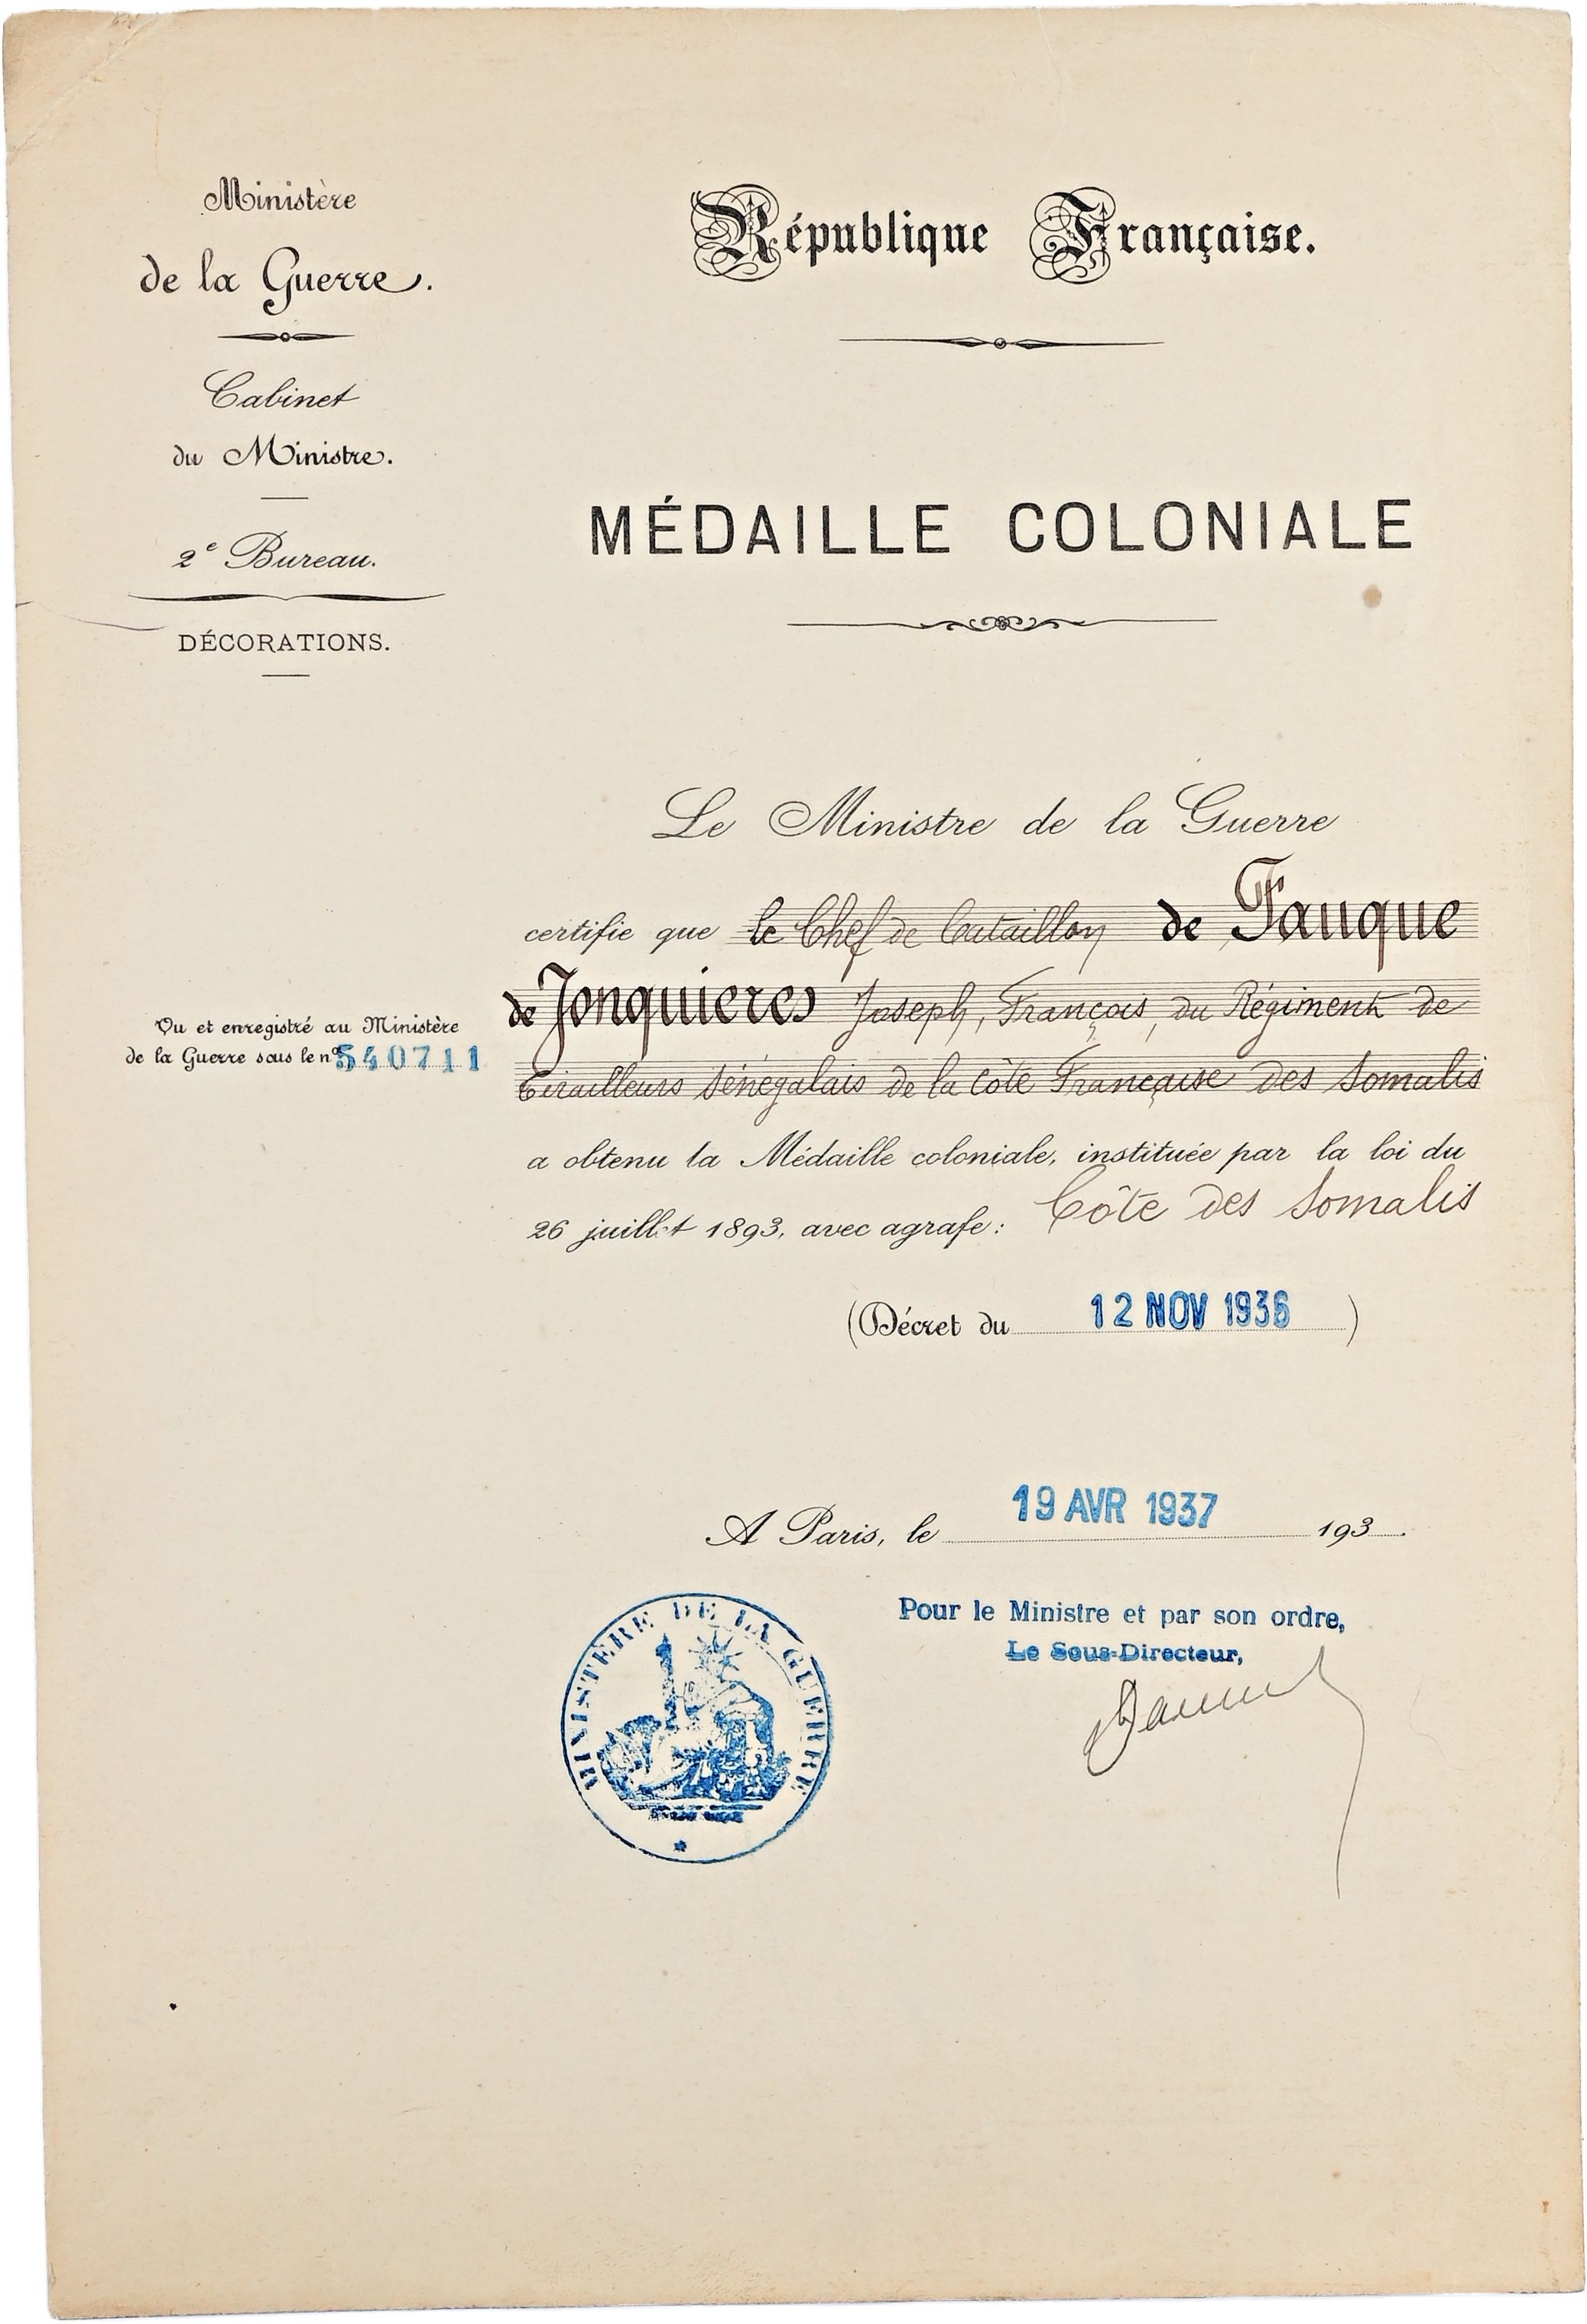 Ministère
de la Guerre.
Cabinet
du Ministre.
2e Bureau.
DÉCORATIONS.
République Française.
MÉDAILLE COLONIALE
Le Ministre de la Guerre
certifie que le Chef de bataillon de Fauque
de Jonquières Joseph, François, du Régiment de
tirailleurs sénégalais de la Côte Française des Somalis
Vu et enregistré au Ministère
de la Guerre sous le no 540711
a obtenu la Médaille coloniale, instituée par la loi du
26 juillet 1893, avec agrafe: Côte des Somalis
(Décret du 12 NOV 1936)
A Paris, le 19 AVR 1937 193 .
Pour le Ministre et par son ordre,
Le Sous-Directeur,
MINISTÈRE DE LA GUERRE